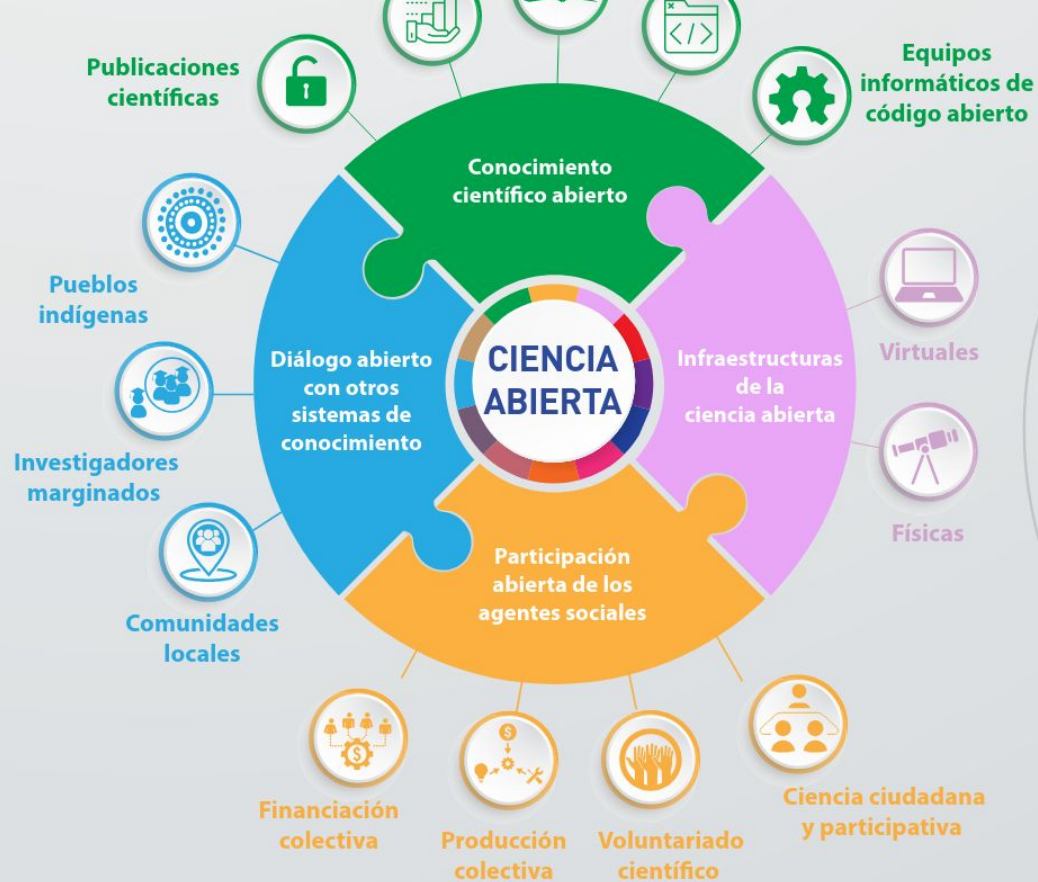 Publicaciones
científicas
Equipos
informáticos de
código abierto
</>
Conocimiento
científico abierto
Pueblos
indígenas
Diálogo abierto
con otros
sistemas de
conocimiento
CIENCIA
ABIERTA
Infraestructuras
de la
ciencia abierta
Virtuales
Investigadores
marginados
Físicas
Participación
abierta de los
agentes sociales
Comunidades
locales
$
$
Financiación
colectiva
Producción
colectiva
Voluntariado
científico
Ciencia ciudadana
y participativa